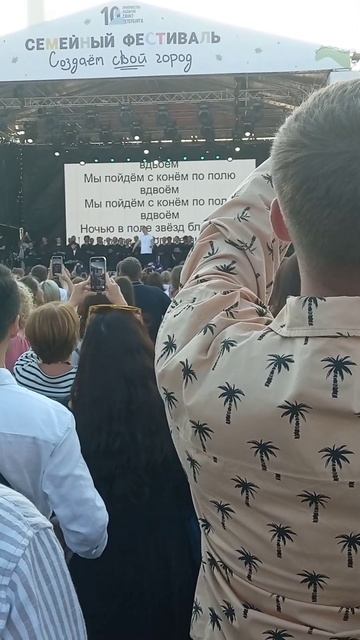 10
СЕМЕЙНЫЙ ФЕСТИВАЛЬ
Создаём свой город
вдвоём
Мы пойдём с конём по полю
вдвоём
Мы пойдём с конём по пол
вдвоём
Ночью в поле звёзд бл